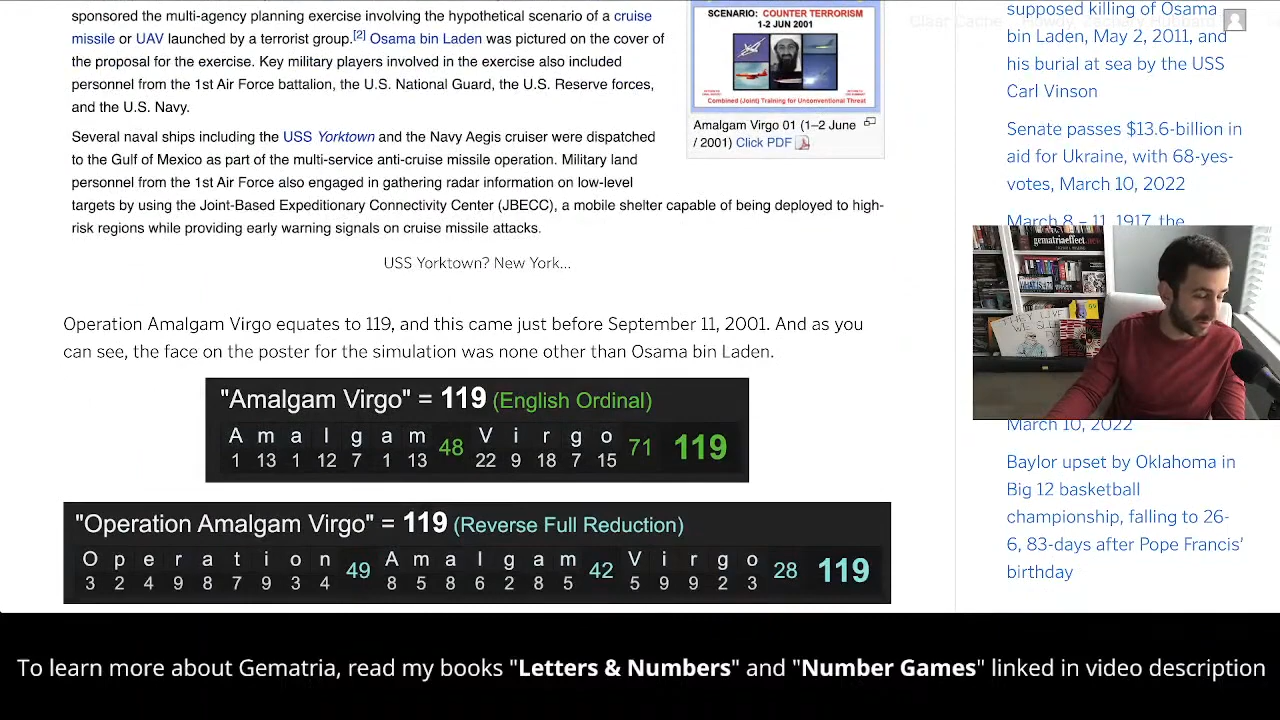 sponsored the multi-agency planning exercise involving the hypothetical scenario of a cruise
missile or UAV launched by a terrorist group.[2] Osama bin Laden was pictured on the cover of
the proposal for the exercise. Key military players involved in the exercise also included
personnel from the 1st Air Force battalion, the U.S. National Guard, the U.S. Reserve forces,
and the U.S. Navy.
Several naval ships including the USS Yorktown and the Navy Aegis cruiser were dispatched
to the Gulf of Mexico as part of the multi-service anti-cruise missile operation. Military land
personnel from the 1st Air Force also engaged in gathering radar information on low-level
targets by using the Joint-Based Expeditionary Connectivity Center (JBECC), a mobile shelter capable of being deployed to high-
risk regions while providing early warning signals on cruise missile attacks.
SCENARIO: COUNTER TERRORISM
1-2 JUN 2001
Combined (Joint) Training for Unconventional Threat
Amalgam Virgo 01 (1–2 June
/ 2001) Click PDF
USS Yorktown? New York...
Operation Amalgam Virgo equates to 119, and this came just before September 11, 2001. And as you
can see, the face on the poster for the simulation was none other than Osama bin Laden.
"Amalgam Virgo" = 119 (English Ordinal)
A m a l g a m 48 V i r g o 71 119
1 13 1 12 7 1 13 22 9 18 7 15
"Operation Amalgam Virgo" = 119 (Reverse Full Reduction)
O p e r a t i o n 49 A m a l g a m 42 V i r g o 28 119
3 2 4 9 8 7 9 3 4 8 5 8 6 2 8 5 5 9 9 2 3
supposed killing of Osama
bin Laden, May 2, 2011, and
his burial at sea by the USS
Carl Vinson
Senate passes $13.6-billion in
aid for Ukraine, with 68-yes-
votes, March 10, 2022
March 8 – 11, 1917, the
gematriaeffect
March 10, 2022
Baylor upset by Oklahoma in
Big 12 basketball
championship, falling to 26-
6, 83-days after Pope Francis'
birthday
To learn more about Gematria, read my books "Letters & Numbers" and "Number Games" linked in video description